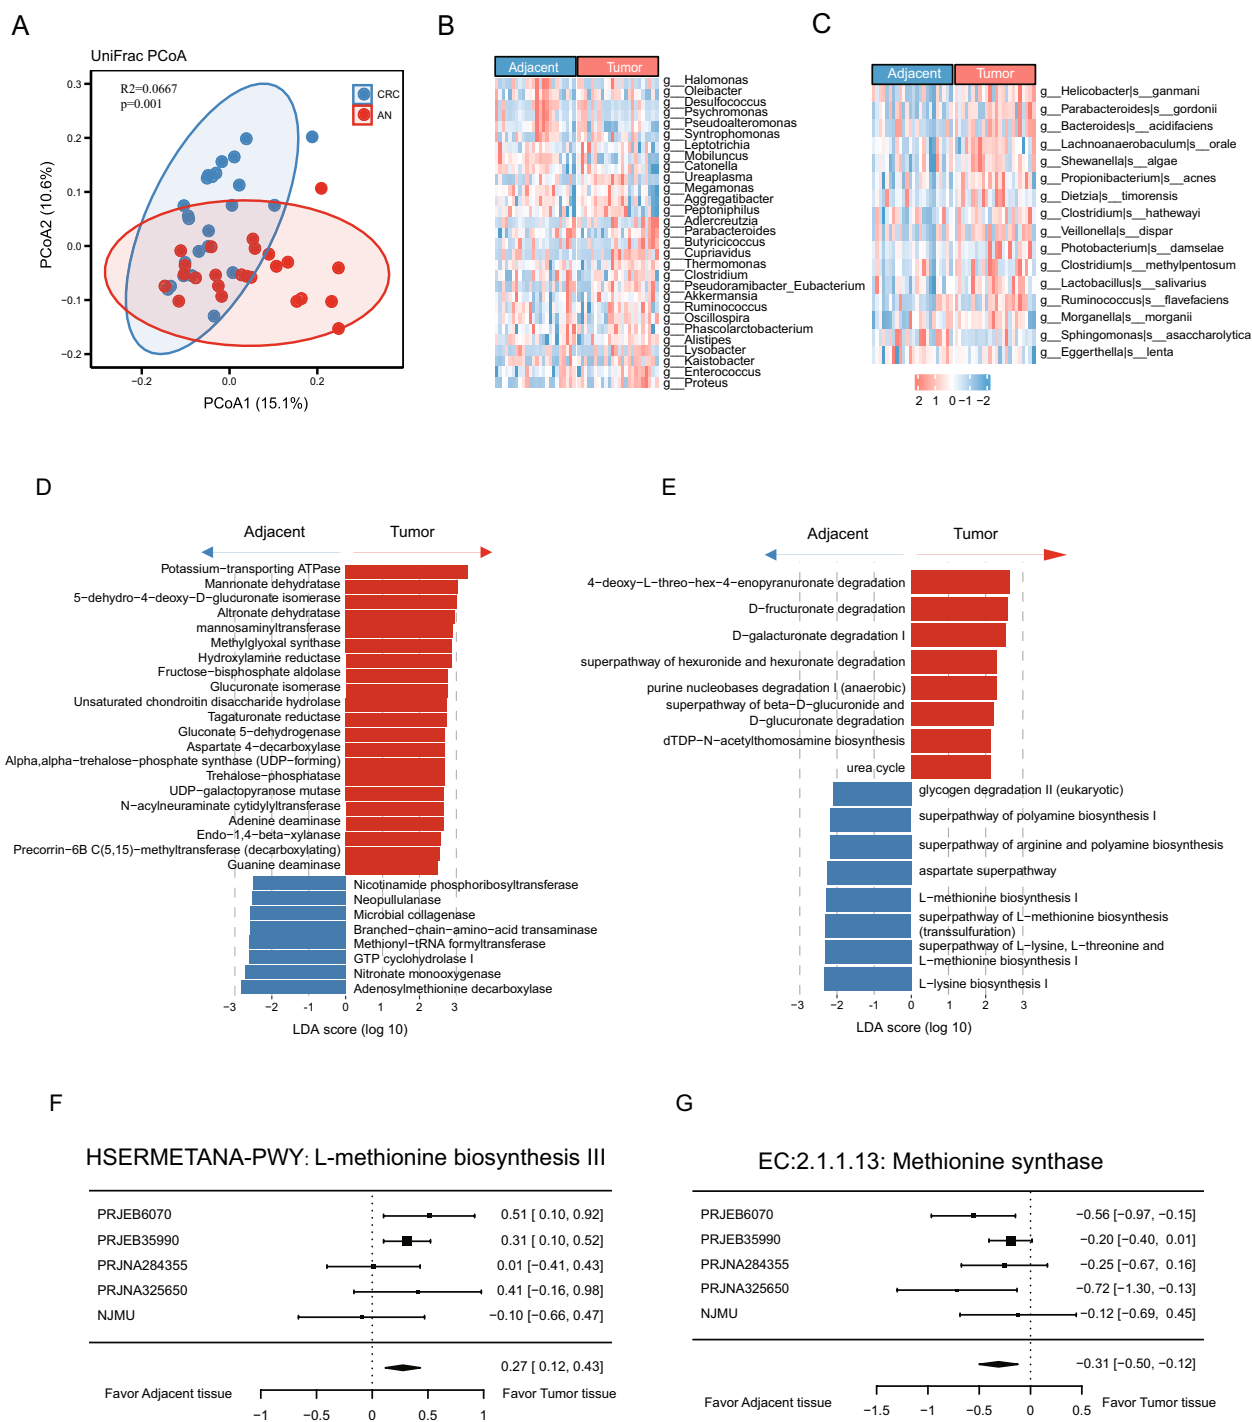 A
UniFrac PCoA
R2=0.0667
p=0.001
CRC
AN
0.3
0.2
0.1
0.0
−0.1
−0.2
−0.2
0.0
0.2
PCoA2 (10.6%)
PCoA1 (15.1%)
B
Adjacent
Tumor
g__Halomonas
g__Oleibacter
g__Desulfococcus
g__Psychromonas
g__Pseudoalteromonas
g__Syntrophomonas
g__Leptotrichia
g__Mobiluncus
g__Catonella
g__Ureaplasma
g__Megamonas
g__Aggregatibacter
g__Peptoniphilus
g__Adlercreutzia
g__Parabacteroides
g__Butyricicoccus
g__Cupriavidus
g__Thermomonas
g__Clostridium
g__Pseudoramibacter_Eubacterium
g__Akkermansia
g__Ruminococcus
g__Oscillospira
g__Phascolarctobacterium
g__Alistipes
g__Lysobacter
g__Kaistobacter
g__Enterococcus
g__Proteus
C
Adjacent
Tumor
g__Helicobacter|s__ganmani
g__Parabacteroides|s__gordonii
g__Bacteroides|s__acidifaciens
g__Lachnoanaerobaculum|s__orale
g__Shewanella|s__algae
g__Propionibacterium|s__acnes
g__Dietzia|s__timorensis
g__Clostridium|s__hathewayi
g__Veillonella|s__dispar
g__Photobacterium|s__damselae
g__Clostridium|s__methylpentosum
g__Lactobacillus|s__salivarius
g__Ruminococcus|s__flavefaciens
g__Morganella|s__morganii
g__Sphingomonas|s__asaccharolytica
g__Eggerthella|s__lenta
2 1 0 −1 −2
D
Adjacent
Tumor
Potassium−transporting ATPase
Mannonate dehydratase
5−dehydro−4−deoxy−D−glucuronate isomerase
Altronate dehydratase
mannosaminyltransferase
Methylglyoxal synthase
Hydroxylamine reductase
Fructose−bisphosphate aldolase
Glucuronate isomerase
Unsaturated chondroitin disaccharide hydrolase
Tagaturonate reductase
Gluconate 5−dehydrogenase
Aspartate 4−decarboxylase
Alpha,alpha−trehalose−phosphate synthase (UDP−forming)
Trehalose−phosphatase
UDP−galactopyranose mutase
N−acylneuraminate cytidylyltransferase
Adenine deaminase
Endo−1,4−beta−xylanase
Precorrin−6B C(5,15)−methyltransferase (decarboxylating)
Guanine deaminase
Nicotinamide phosphoribosyltransferase
Neopullulanase
Microbial collagenase
Branched−chain−amino−acid transaminase
Methionyl−tRNA formyltransferase
GTP cyclohydrolase I
Nitronate monooxygenase
Adenosylmethionine decarboxylase
−3 -2 -1 0 1 2 3
LDA score (log 10)
E
Adjacent
Tumor
4−deoxy−L−threo−hex−4−enopyranuronate degradation
D−fructuronate degradation
D−galacturonate degradation I
superpathway of hexuronide and hexuronate degradation
purine nucleobases degradation I (anaerobic)
superpathway of beta−D−glucuronide and
D−glucuronate degradation
dTDP−N−acetylthomosamine biosynthesis
urea cycle
glycogen degradation II (eukaryotic)
superpathway of polyamine biosynthesis I
superpathway of arginine and polyamine biosynthesis
aspartate superpathway
L−methionine biosynthesis I
superpathway of L−methionine biosynthesis
(transsulfuration)
superpathway of L−lysine, L−threonine and
L−methionine biosynthesis I
L−lysine biosynthesis I
−3 -2 -1 0 1 2 3
LDA score (log 10)
F
HSERMETANA-PWY: L-methionine biosynthesis III
PRJEB6070 0.51 [ 0.10, 0.92]
PRJEB35990 0.31 [ 0.10, 0.52]
PRJNA284355 0.01 [−0.41, 0.43]
PRJNA325650 0.41 [−0.16, 0.98]
NJMU −0.10 [−0.66, 0.47]
0.27 [ 0.12, 0.43]
Favor Adjacent tissue
Favor Tumor tissue
−1 −0.5 0 0.5 1
G
EC:2.1.1.13: Methionine synthase
PRJEB6070 −0.56 [−0.97, −0.15]
PRJEB35990 −0.20 [−0.40, 0.01]
PRJNA284355 −0.25 [−0.67, 0.16]
PRJNA325650 −0.72 [−1.30, −0.13]
NJMU −0.12 [−0.69, 0.45]
−0.31 [−0.50, −0.12]
Favor Adjacent tissue
Favor Tumor tissue
−1.5 −1 −0.5 0 0.5